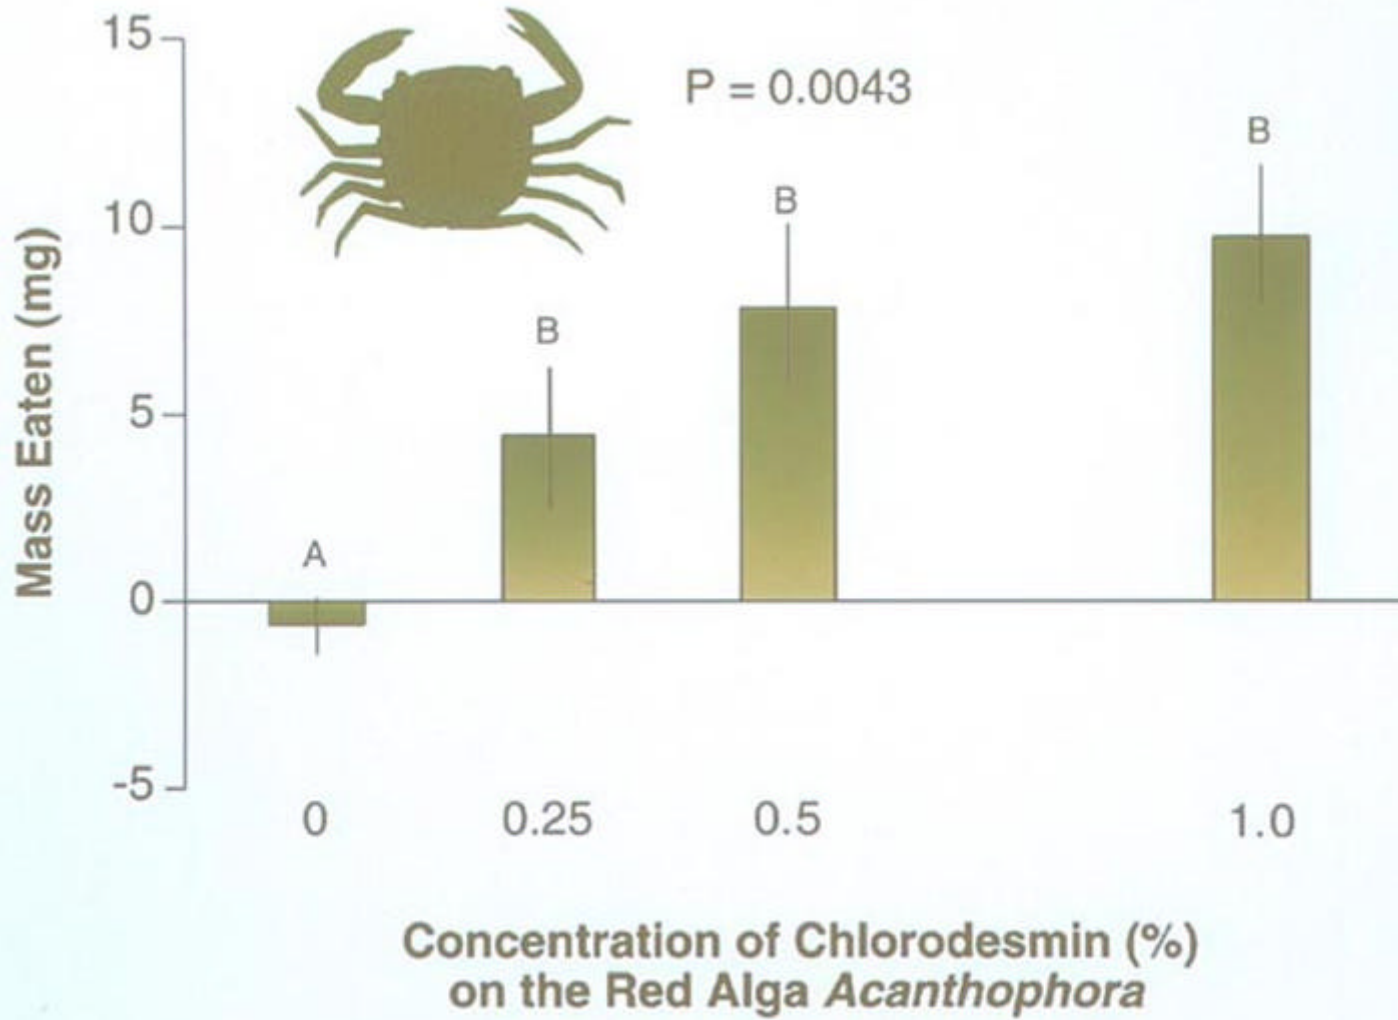 15
P = 0.0043
B
10
B
Mass Eaten (mg)
B
5
A
0
-5
0 0.25 0.5 1.0
Concentration of Chlorodesmin (%)
on the Red Alga Acanthophora